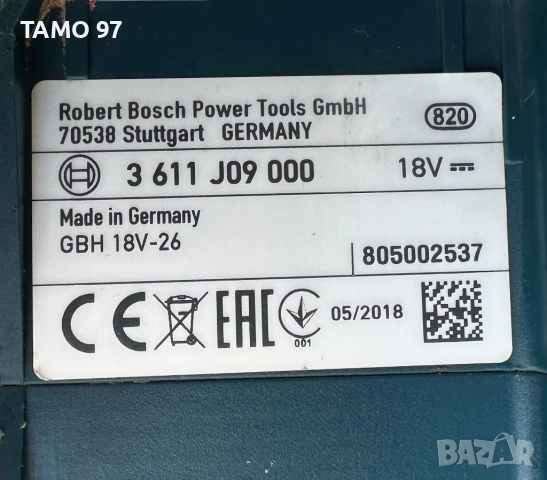 TAMO 97
Robert Bosch Power Tools GmbH
70538 Stuttgart GERMANY
820
3 611 J09 000
18V
Made in Germany
GBH 18V-26
805002537
CE
EAC
001
05/2018
BAZAR